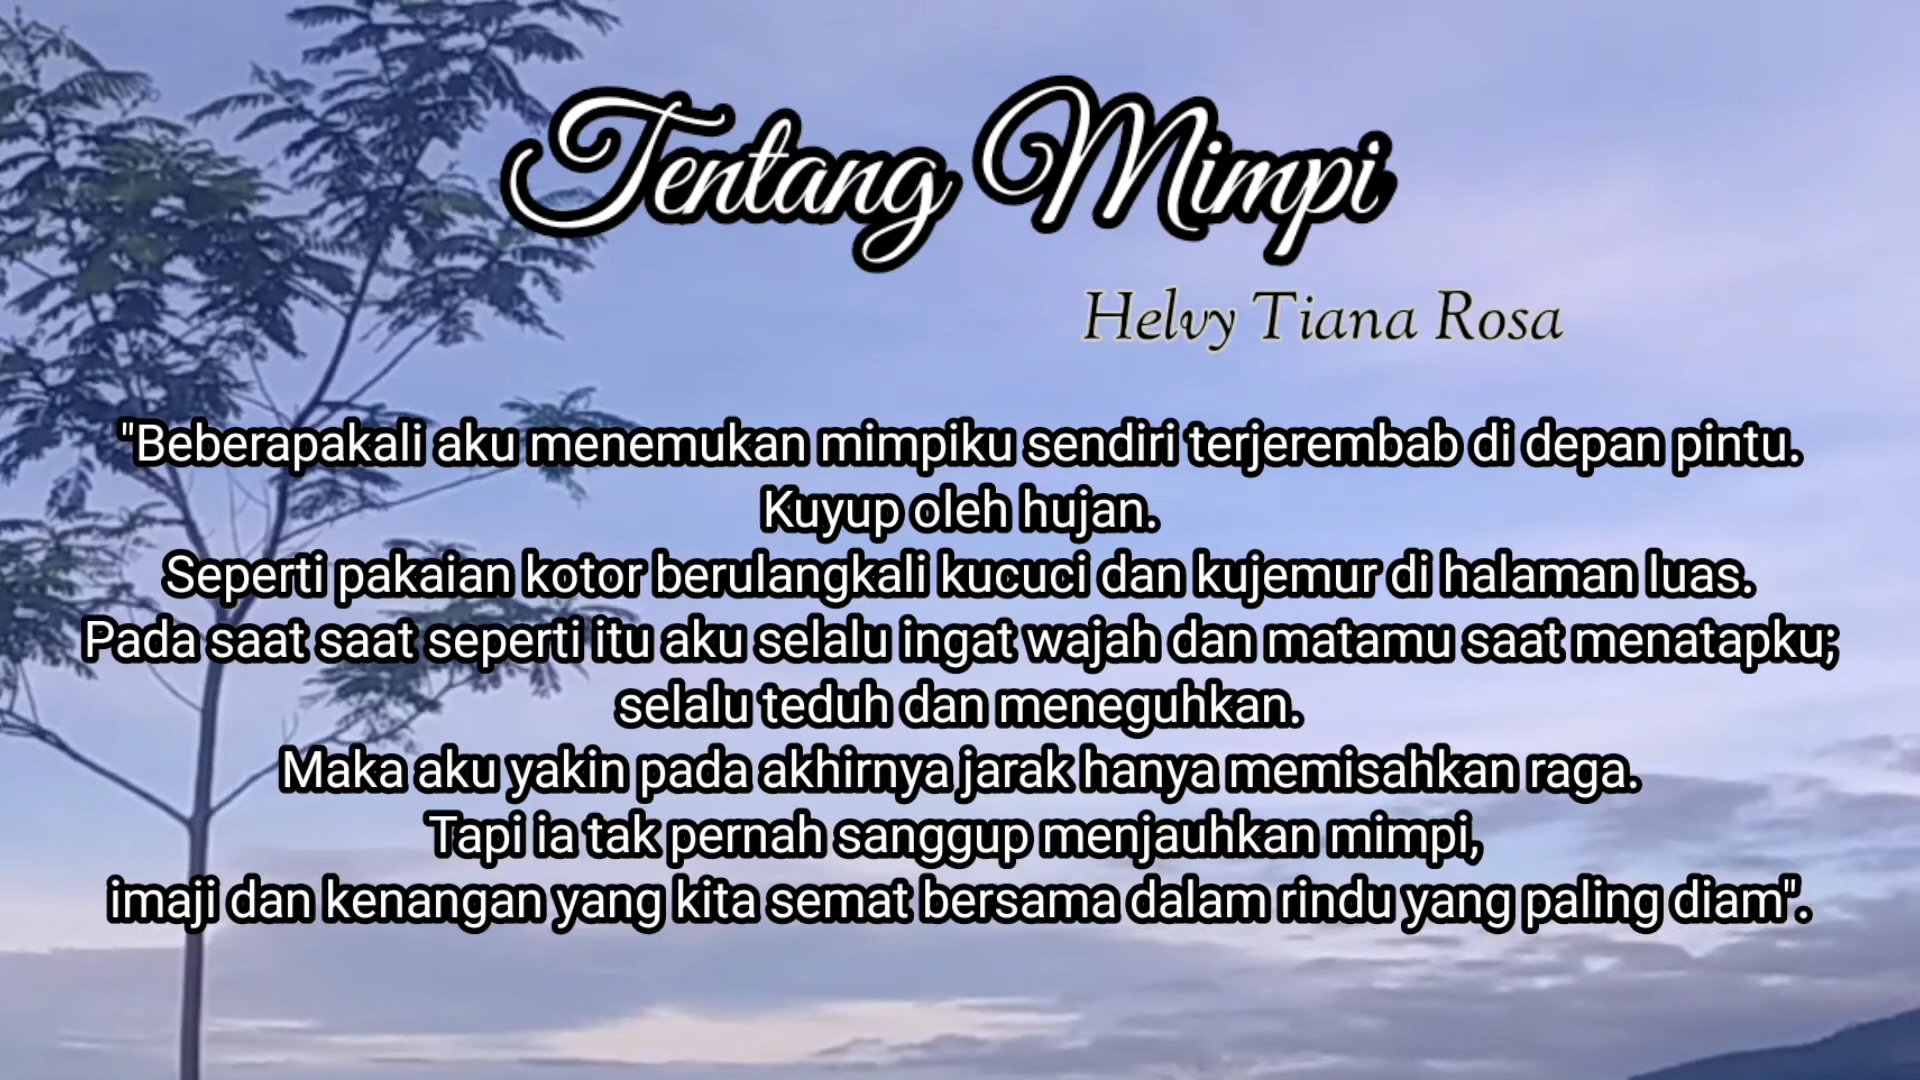 Tentang Mimpi
Helvy Tiana Rosa
"Beberapakali aku menemukan mimpiku sendiri terjerembab di depan pintu.
Kuyup oleh hujan.
Seperti pakaian kotor berulangkali kucuci dan kujemur di halaman luas.
Pada saat saat seperti itu aku selalu ingat wajah dan matamu saat menatapku;
selalu teduh dan meneguhkan.
Maka aku yakin pada akhirnya jarak hanya memisahkan raga.
Tapi ia tak pernah sanggup menjauhkan mimpi,
imaji dan kenangan yang kita semat bersama dalam rindu yang paling diam".